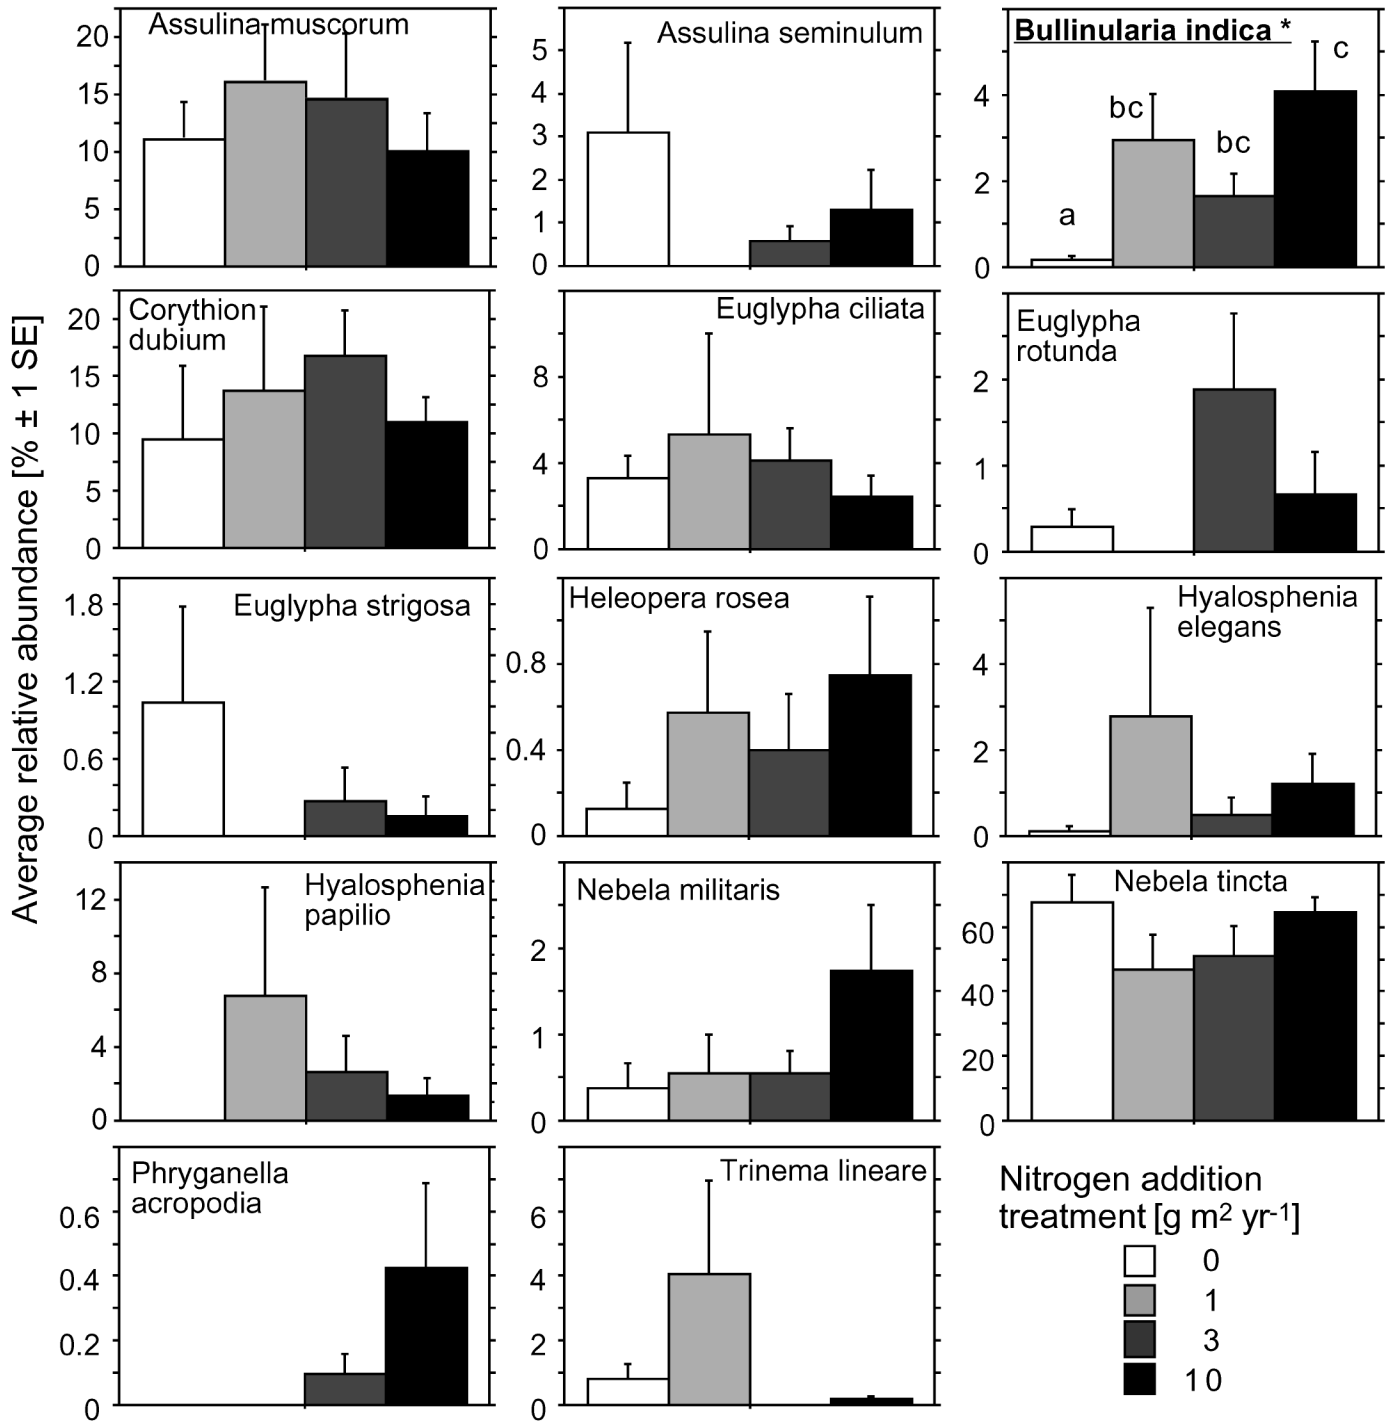 Average relative abundance [% ± 1 SE]
Assulina muscorum
20
15
10
5
0
Assulina seminulum
5
4
3
2
1
0
Bullinularia indica *
4
2
0
a
bc
bc
c
Corythion
dubium
20
15
10
5
0
Euglypha ciliata
8
4
0
Euglypha
rotunda
2
1
0
Euglypha strigosa
1.8
1.2
0.6
0
Heleopera rosea
0.8
0.4
0
Hyalosphenia
elegans
4
2
0
Hyalosphenia
papilio
12
8
4
0
Nebela militaris
2
1
0
Nebela tincta
60
40
20
0
Phryganella
acropodia
0.6
0.4
0.2
0
Trinema lineare
6
4
2
0
Nitrogen addition
treatment [g m2 yr-1]
0
1
3
10